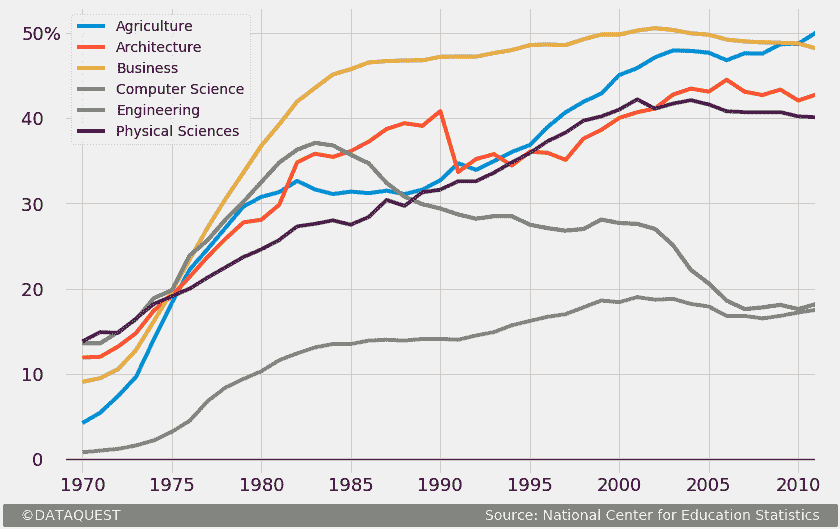 Agriculture
Architecture
Business
Computer Science
Engineering
Physical Sciences
50%
40
30
20
10
0
1970 1975 1980 1985 1990 1995 2000 2005 2010
©DATAQUEST Source: National Center for Education Statistics